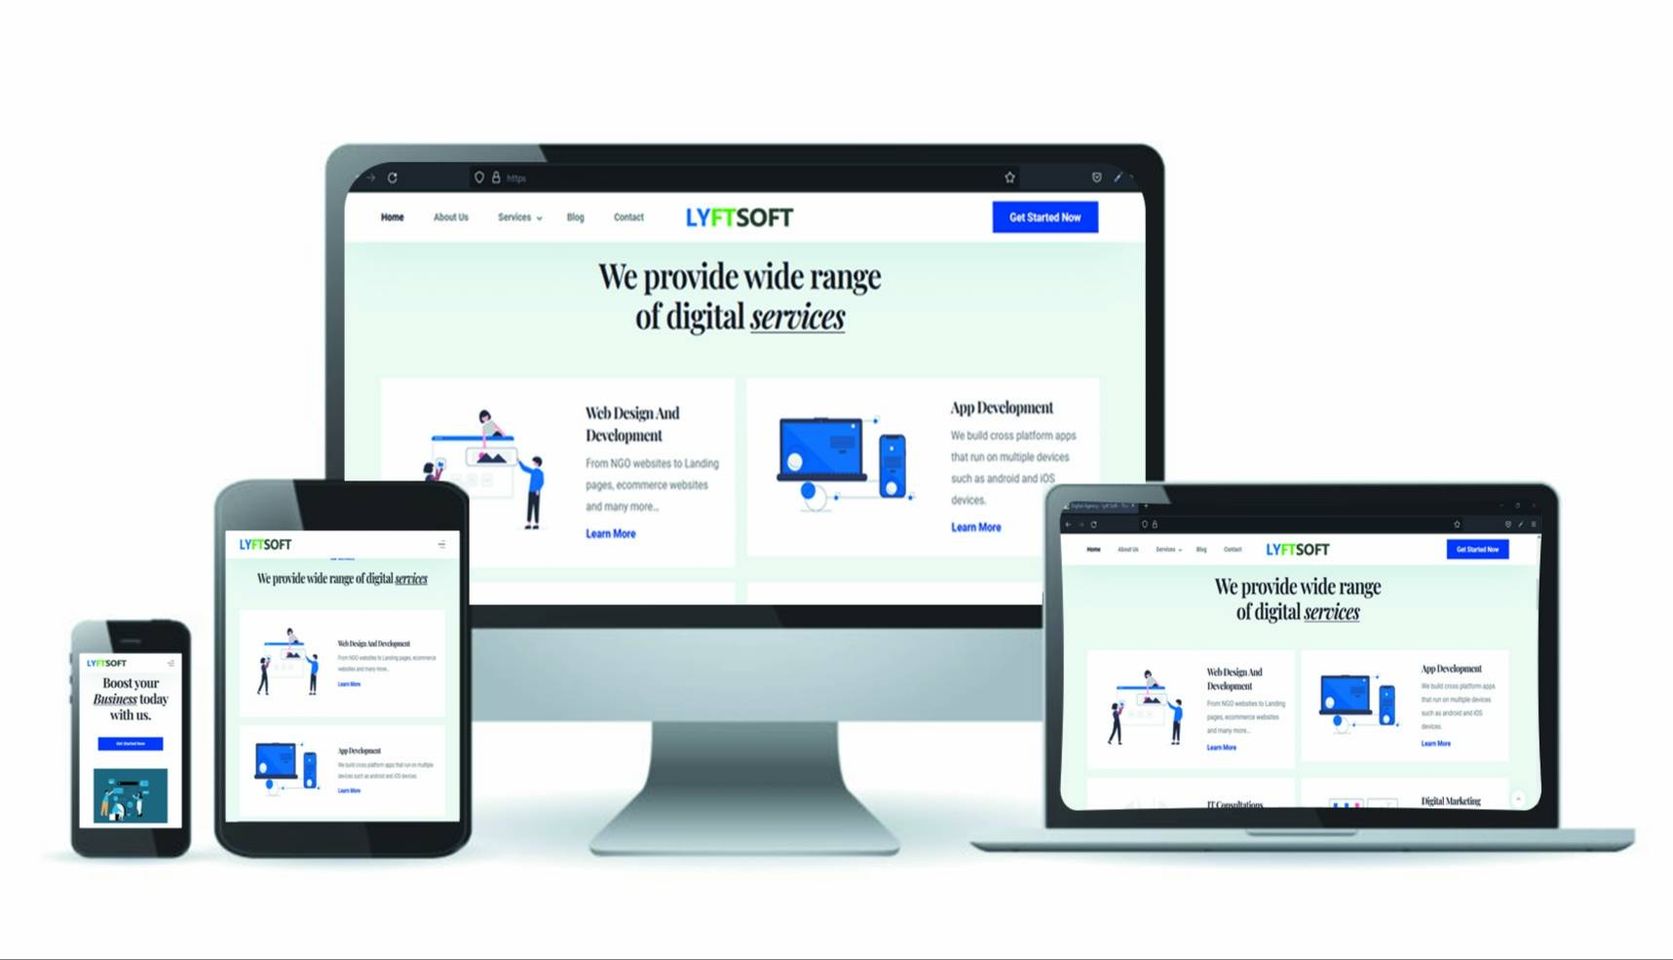 https
Home About Us Services Blog Contact LYFTSOFT Get Started Now
We provide wide range
of digital services
Web Design And
Development
From NGO websites to Landing
pages, ecommerce websites
and many more...
Learn More
App Development
We build cross platform apps
that run on multiple devices
such as android and iOS
devices.
Learn More
LYFTSOFT
We provide wide range of digital services
Web Design And Development
From NGO websites to Landing pages, ecommerce
websites and many more...
Learn More
App Development
We build cross platform apps that run on multiple
devices such as android and iOS devices.
Learn More
LYFTSOFT
Boost your
Business today
with us.
Get Started Now
Home About Us Services Blog Contact LYFTSOFT Get Started Now
We provide wide range
of digital services
Web Design And
Development
From NGO websites to Landing
pages, ecommerce websites
and many more...
Learn More
App Development
We build cross platform apps
that run on multiple devices
such as android and iOS
devices.
Learn More
IT Consultations
Digital Marketing